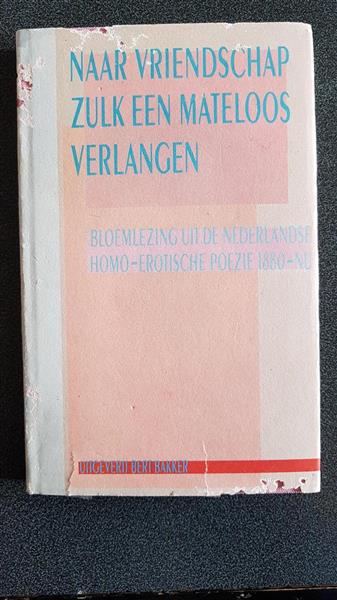 NAAR VRIENDSCHAP
ZULK EEN MATELOOS
VERLANGEN
BLOEMLEZING UIT DE NEDERLANDSE
HOMO-EROTISCHE POEZIE 1880-NU
UITGEVERIJ BERT BAKKER